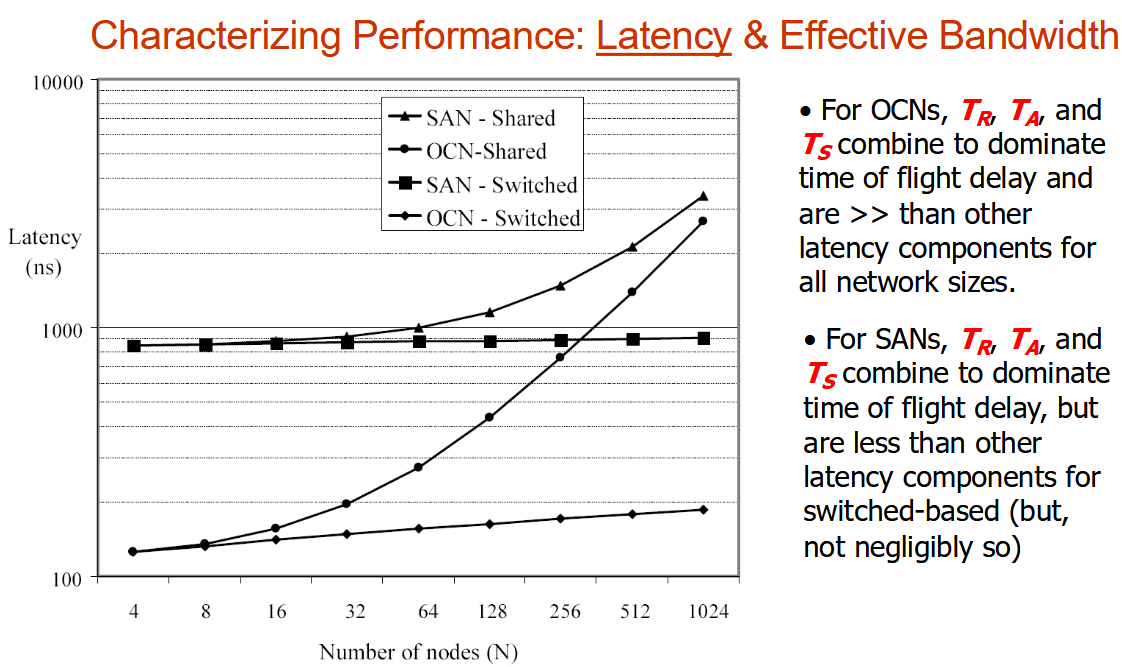 Characterizing Performance: Latency & Effective Bandwidth
10000
1000
100
Latency
(ns)
SAN - Shared
OCN-Shared
SAN - Switched
OCN - Switched
4 8 16 32 64 128 256 512 1024
Number of nodes (N)
• For OCNs, TR, TA, and
TS combine to dominate
time of flight delay and
are >> than other
latency components for
all network sizes.
• For SANs, TR, TA, and
TS combine to dominate
time of flight delay, but
are less than other
latency components for
switched-based (but,
not negligibly so)